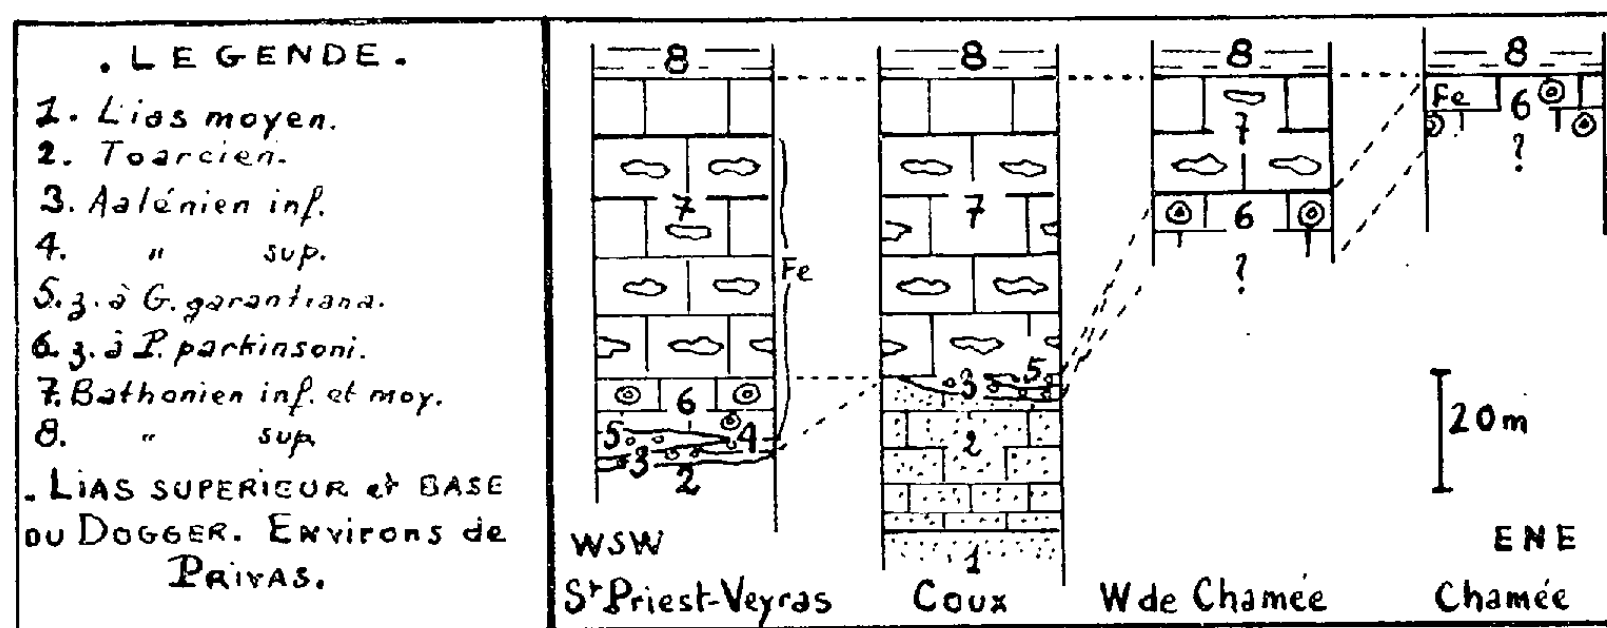 . LEGENDE.
1. Lias moyen.
2. Toarcien.
3. Aalénien inf.
4. " sup.
5. z. à G. garantiana.
6. z. à P. parkinsoni.
7. Bathonien inf. et moy.
8. " sup.
. LIAS SUPERIEUR et BASE
DU DOGGER. ENVIRONS de
PRIVAS.
8 8 8 8
Fe 6
?
7
7 7
6
?
Fe
3 5
6
5 4
3 2
2
1
20m
WSW ENE
St Priest-Veyras Coux W de Chamée Chamée